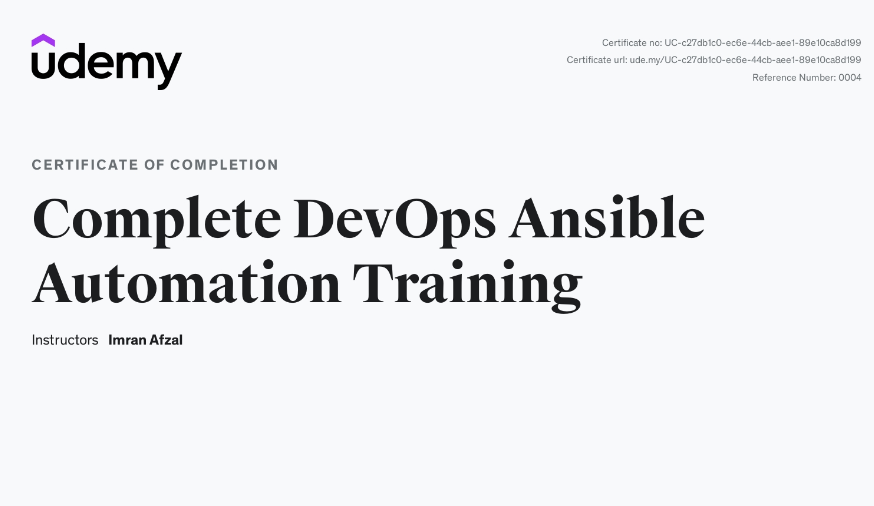 udemy
Certificate no: UC-c27db1c0-ec6e-44cb-aee1-89e10ca8d199
Certificate url: ude.my/UC-c27db1c0-ec6e-44cb-aee1-89e10ca8d199
Reference Number: 0004
CERTIFICATE OF COMPLETION
Complete DevOps Ansible
Automation Training
Instructors Imran Afzal